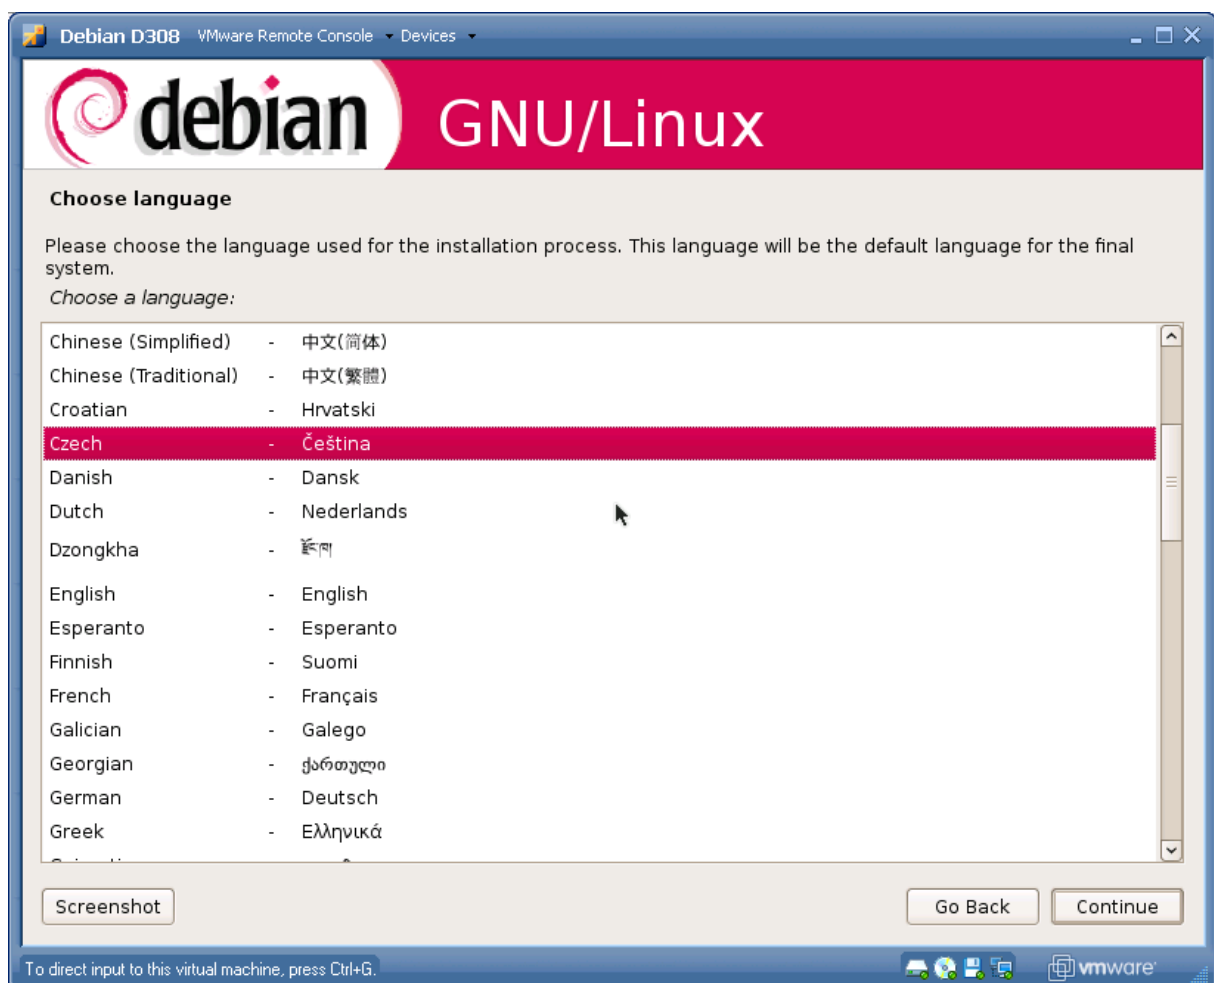 Debian D308 VMware Remote Console Devices
debian GNU/Linux
Choose language
Please choose the language used for the installation process. This language will be the default language for the final
system.
Choose a language:
Chinese (Simplified) - 中文(简体)
Chinese (Traditional) - 中文(繁體)
Croatian - Hrvatski
Czech - Čeština
Danish - Dansk
Dutch - Nederlands
Dzongkha - རྫོང་ཁ།
English - English
Esperanto - Esperanto
Finnish - Suomi
French - Français
Galician - Galego
Georgian - ქართული
German - Deutsch
Greek - Ελληνικά
Screenshot Go Back Continue
To direct input to this virtual machine, press Ctrl+G. vmware